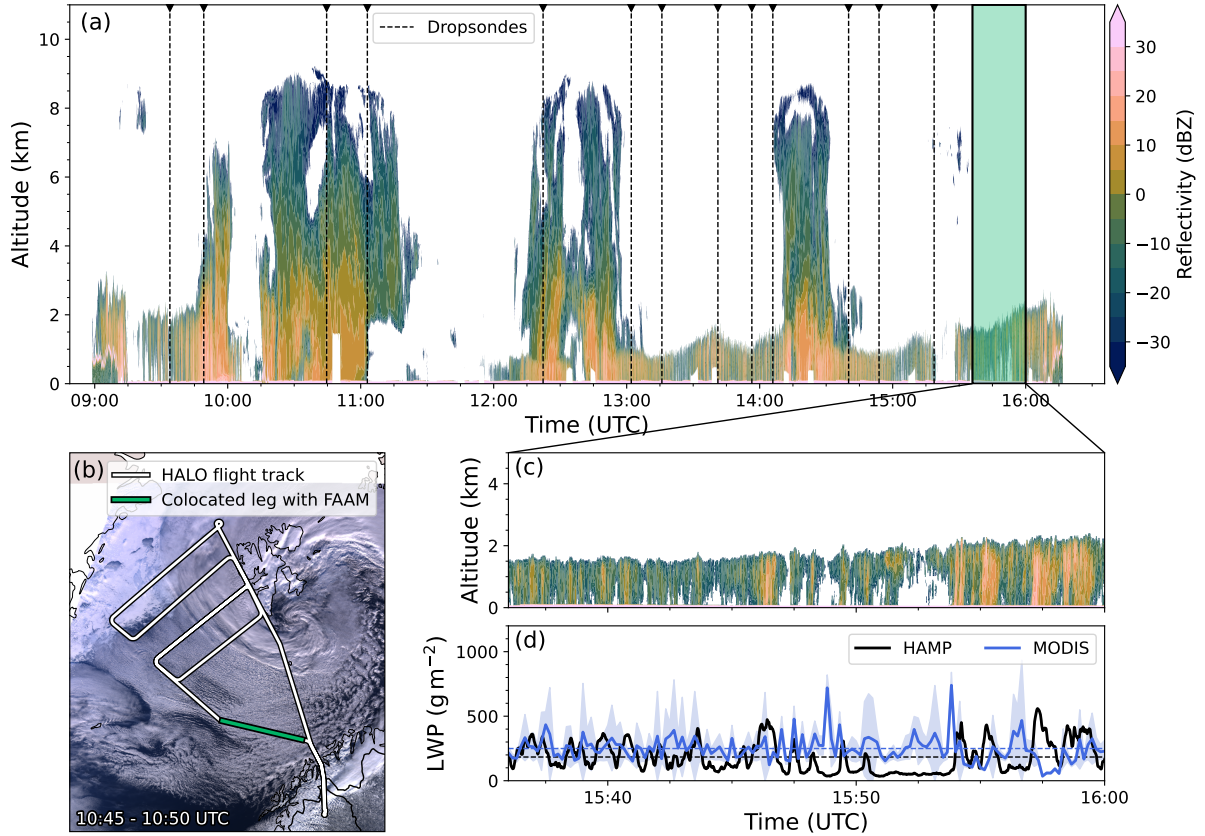 (a)
Dropsondes
10
8
6
4
2
0
Altitude (km)
09:00 10:00 11:00 12:00 13:00 14:00 15:00 16:00
Time (UTC)
30
20
10
0
−10
−20
−30
Reflectivity (dBZ)
(b)
HALO flight track
Colocated leg with FAAM
10:45 - 10:50 UTC
(c)
4
2
0
Altitude (km)
(d)
HAMP MODIS
1000
500
0
LWP (g m⁻²)
15:40 15:50 16:00
Time (UTC)